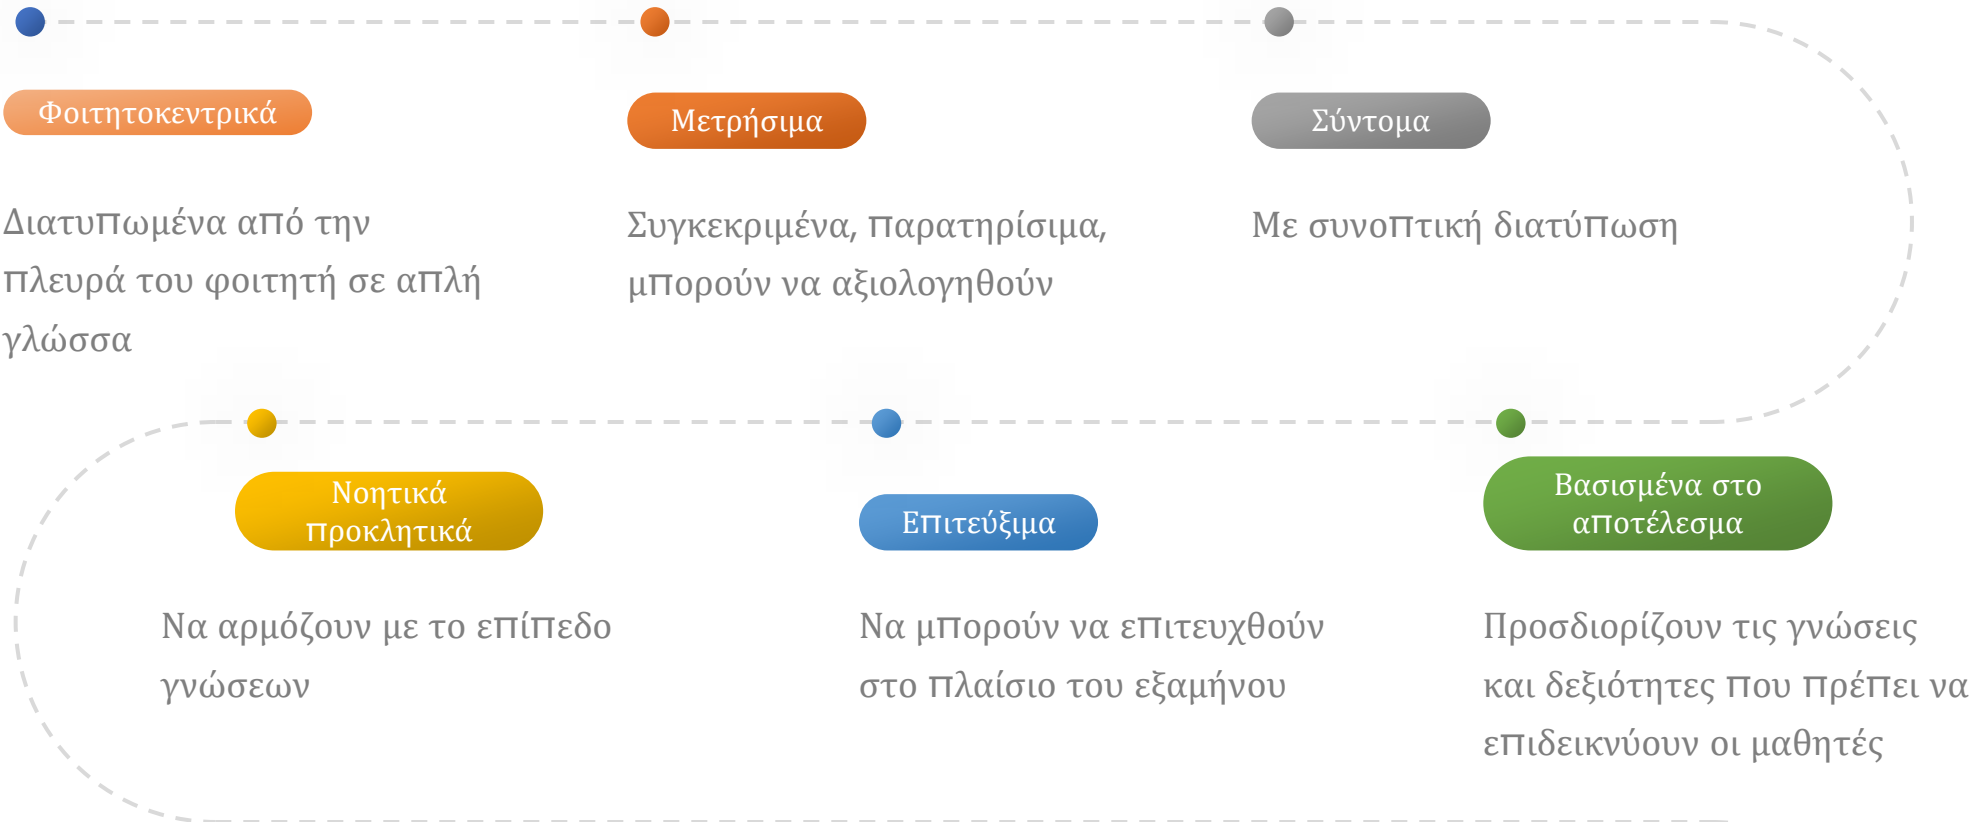 Φοιτητοκεντρικά
Διατυπωμένα από την
πλευρά του φοιτητή σε απλή
γλώσσα
Μετρήσιμα
Συγκεκριμένα, παρατηρίσιμα,
μπορούν να αξιολογηθούν
Σύντομα
Με συνοπτική διατύπωση
Νοητικά
προκλητικά
Να αρμόζουν με το επίπεδο
γνώσεων
Επιτεύξιμα
Να μπορούν να επιτευχθούν
στο πλαίσιο του εξαμήνου
Βασισμένα στο
αποτέλεσμα
Προσδιορίζουν τις γνώσεις
και δεξιότητες που πρέπει να
επιδεικνύουν οι μαθητές